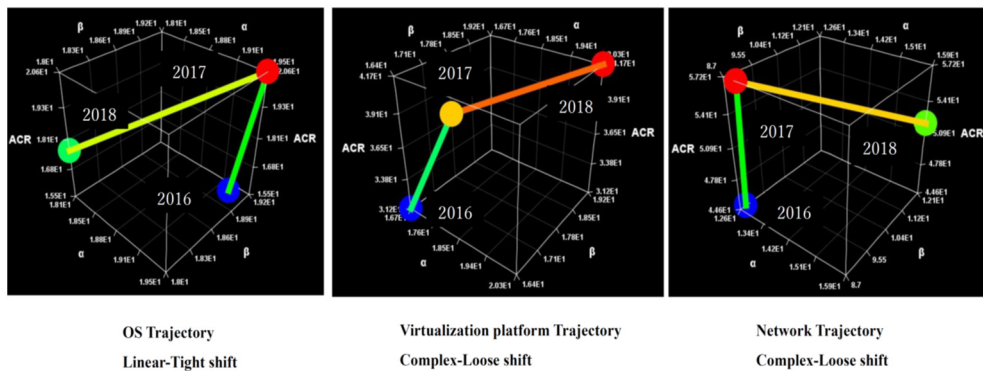 β
α
1.92E1
1.81E1
1.89E1
1.85E1
1.86E1
1.88E1
1.83E1
1.91E1
1.8E1
1.95E1
2.06E1
2.06E1
2017
1.93E1
1.93E1
2018
ACR
1.81E1
1.81E1
ACR
1.68E1
1.68E1
1.55E1
1.55E1
1.81E1
1.92E1
2016
1.85E1
1.89E1
1.88E1
1.86E1
β
α
1.91E1
1.83E1
1.95E1
1.8E1
β
α
1.92E1
1.67E1
1.78E1
1.76E1
1.71E1
1.85E1
1.94E1
1.64E1
4.17E1
2017
3.91E1
3.91E1
2018
ACR
3.65E1
3.65E1
ACR
3.38E1
3.38E1
3.12E1
3.12E1
1.67E1
1.92E1
2016
1.76E1
1.78E1
1.85E1
β
α
1.94E1
1.71E1
2.03E1
1.64E1
β
α
1.21E1
1.26E1
1.12E1
1.34E1
1.04E1
1.42E1
9.55
1.51E1
8.7
1.59E1
5.72E1
5.72E1
5.41E1
5.41E1
2017
ACR
5.09E1
5.09E1
ACR
2018
4.78E1
4.78E1
4.46E1
4.46E1
1.26E1
1.21E1
2016
1.34E1
1.12E1
1.42E1
1.04E1
β
α
1.51E1
9.55
1.59E1
8.7
OS Trajectory
Linear-Tight shift
Virtualization platform Trajectory
Complex-Loose shift
Network Trajectory
Complex-Loose shift